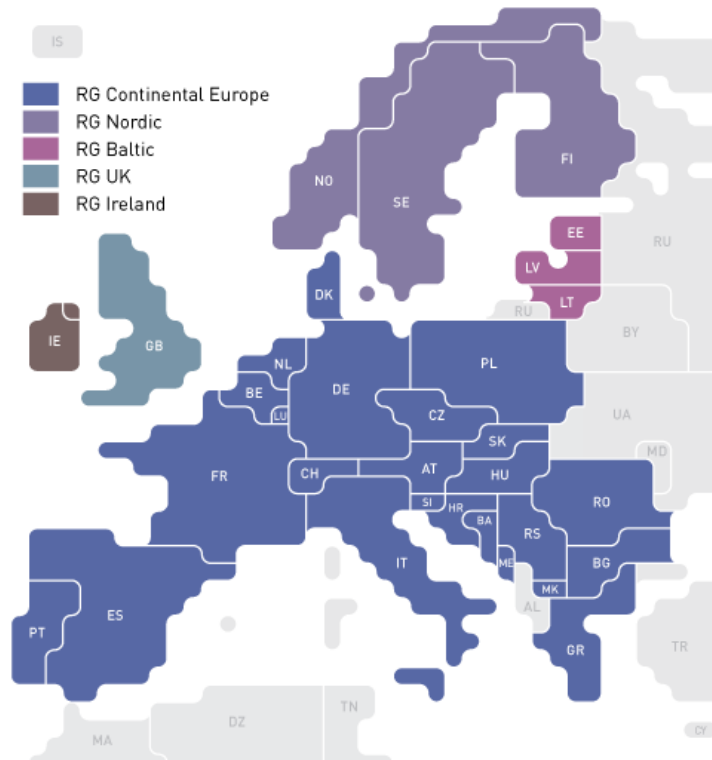 IS
RG Continental Europe
RG Nordic
RG Baltic
RG UK
RG Ireland
NO
SE
FI
EE
LV
LT
RU
RU
DK
BY
IE
GB
NL
BE
LU
DE
PL
CZ
UA
SK
MD
FR
CH
AT
HU
SI
HR
BA
RS
RO
IT
ME
MK
BG
AL
PT
ES
GR
TR
MA
DZ
TN
CY